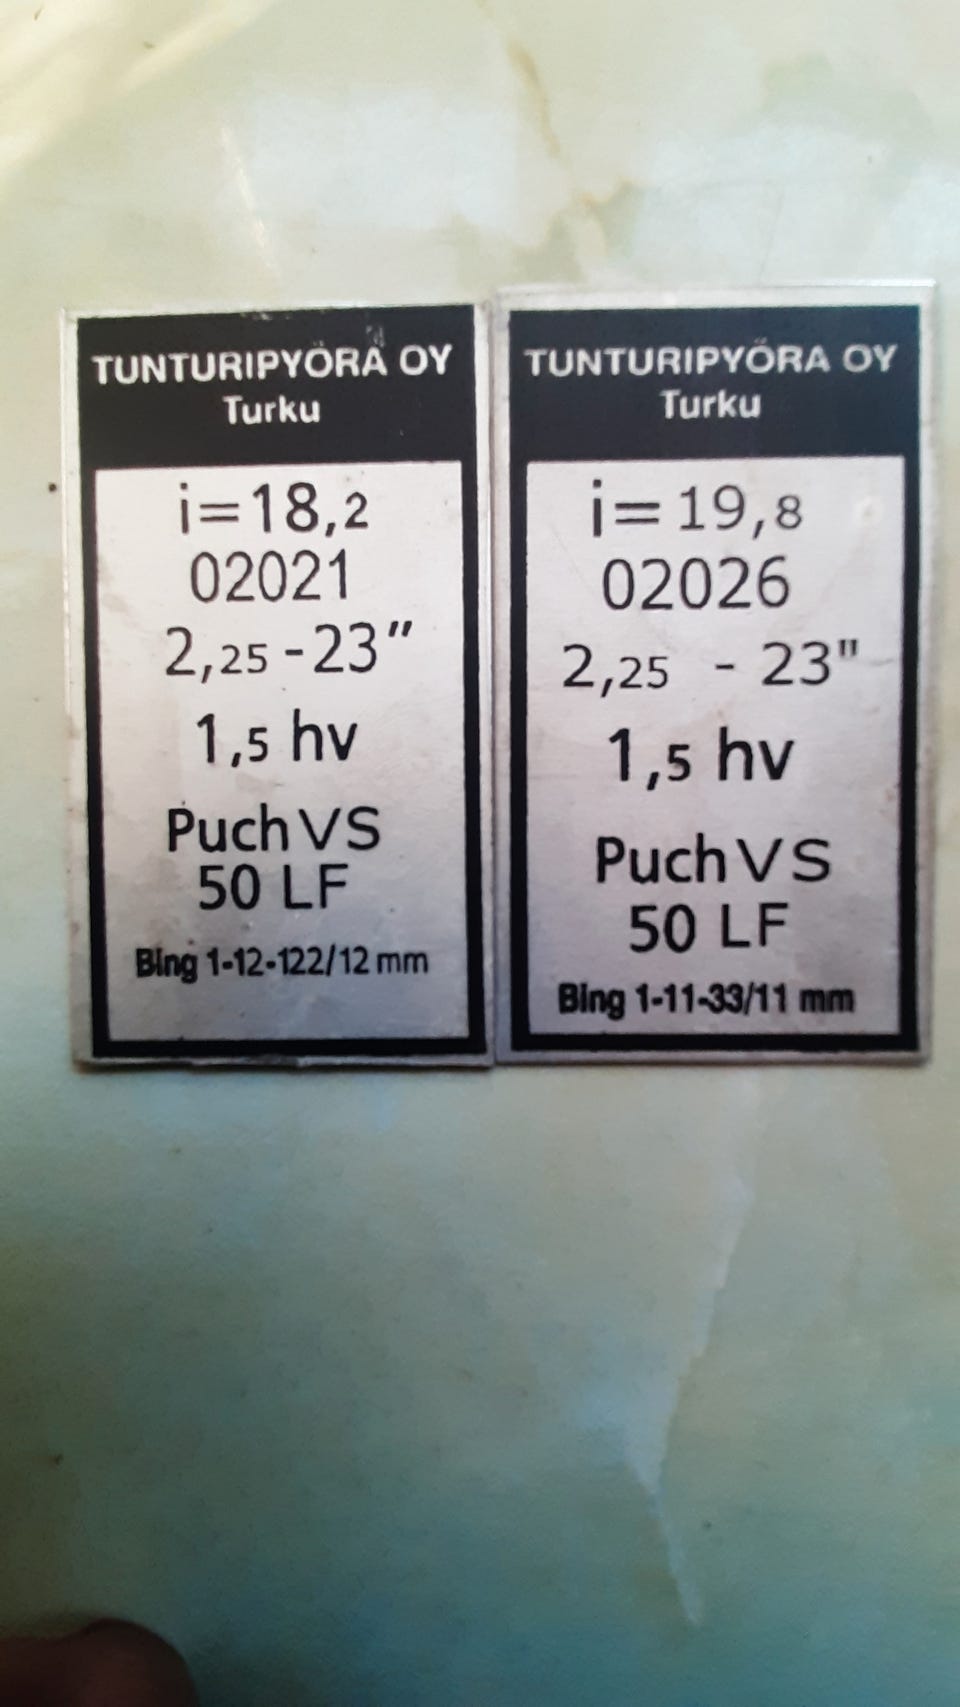 TUNTURIPYÖRÄ OY
Turku
i=18,2
02021
2,25-23"
1,5 hv
Puch VS
50 LF
Bing 1-12-122/12 mm
TUNTURIPYÖRA OY
Turku
i= 19,8
02026
2,25 - 23"
1,5 hv
Puch VS
50 LF
Bing 1-11-33/11 mm